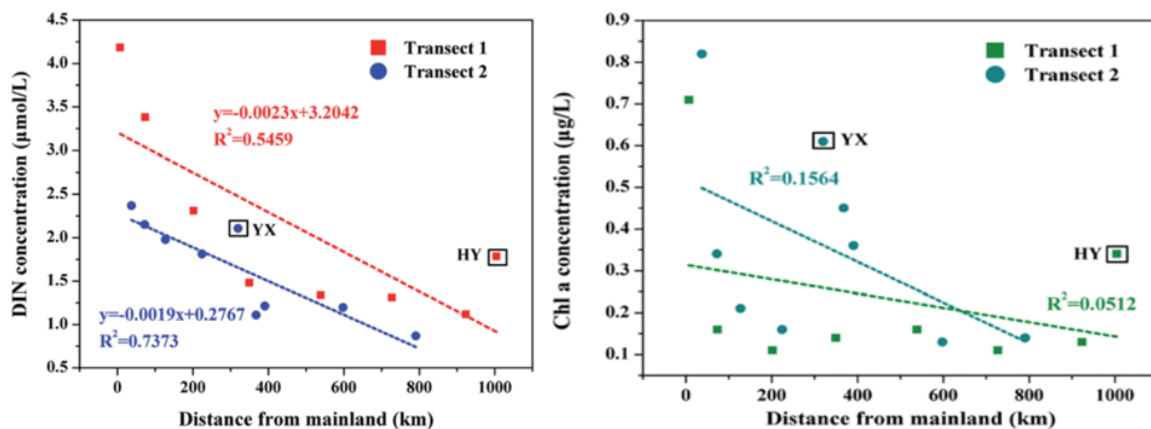 4.5
4.0
3.5
3.0
2.5
2.0
1.5
1.0
0.5
DIN concentration (μmol/L)
Transect 1
Transect 2
y=-0.0023x+3.2042
R²=0.5459
YX
HY
y=-0.0019x+0.2767
R²=0.7373
0 200 400 600 800 1000
Distance from mainland (km)
0.9
0.8
0.7
0.6
0.5
0.4
0.3
0.2
0.1
Chl a concentration (μg/L)
Transect 1
Transect 2
YX
R²=0.1564
HY
R²=0.0512
0 200 400 600 800 1000
Distance from mainland (km)